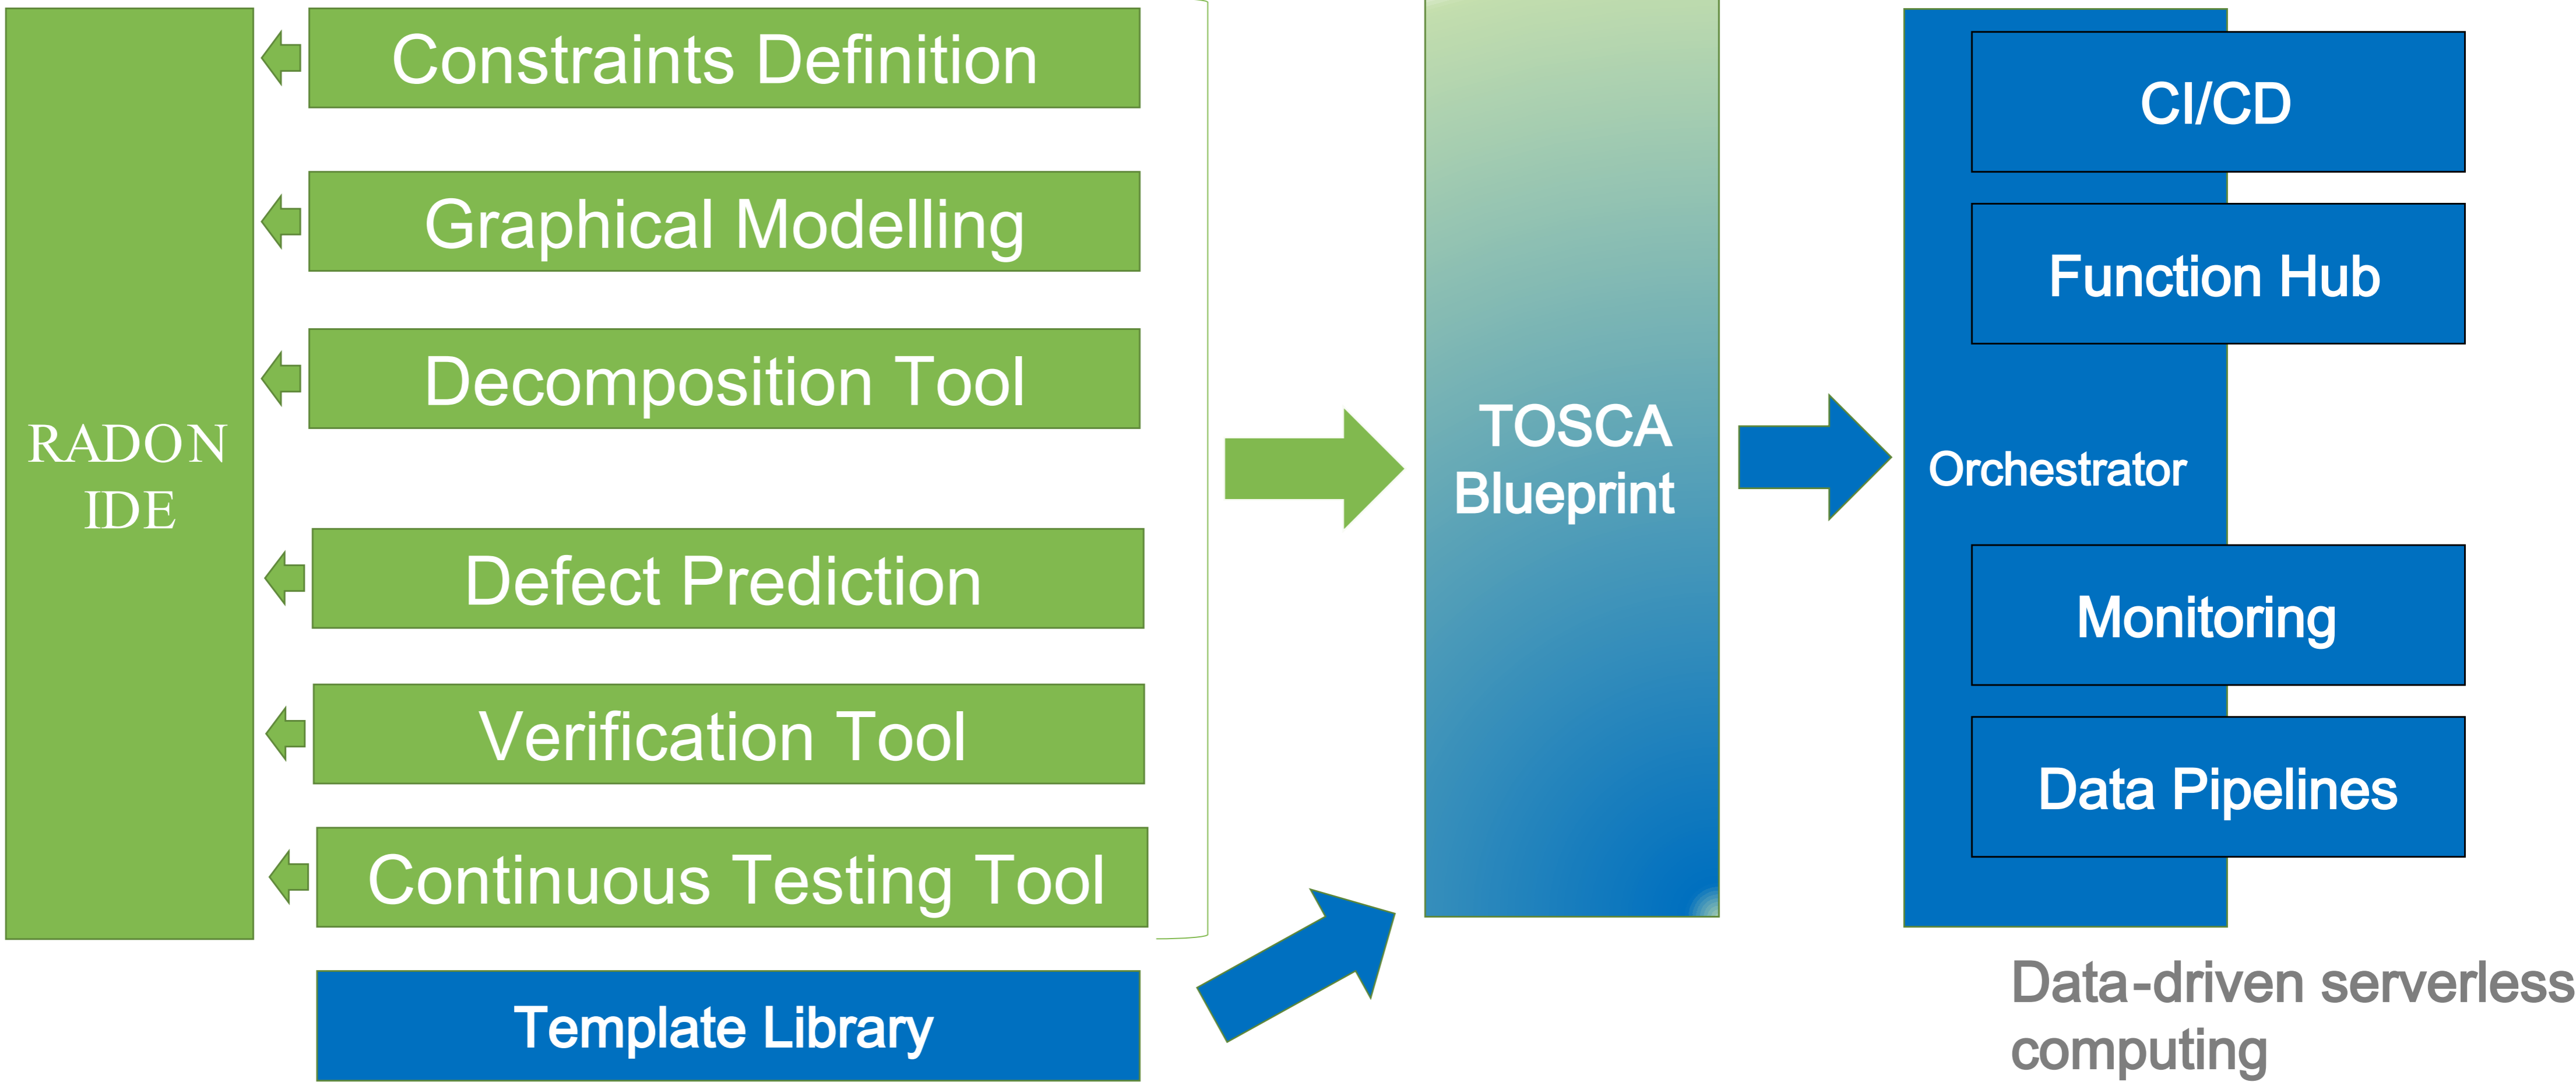 RADON
IDE
Constraints Definition
Graphical Modelling
Decomposition Tool
Defect Prediction
Verification Tool
Continuous Testing Tool
Template Library
TOSCA
Blueprint
Orchestrator
CI/CD
Function Hub
Monitoring
Data Pipelines
Data-driven serverless
computing